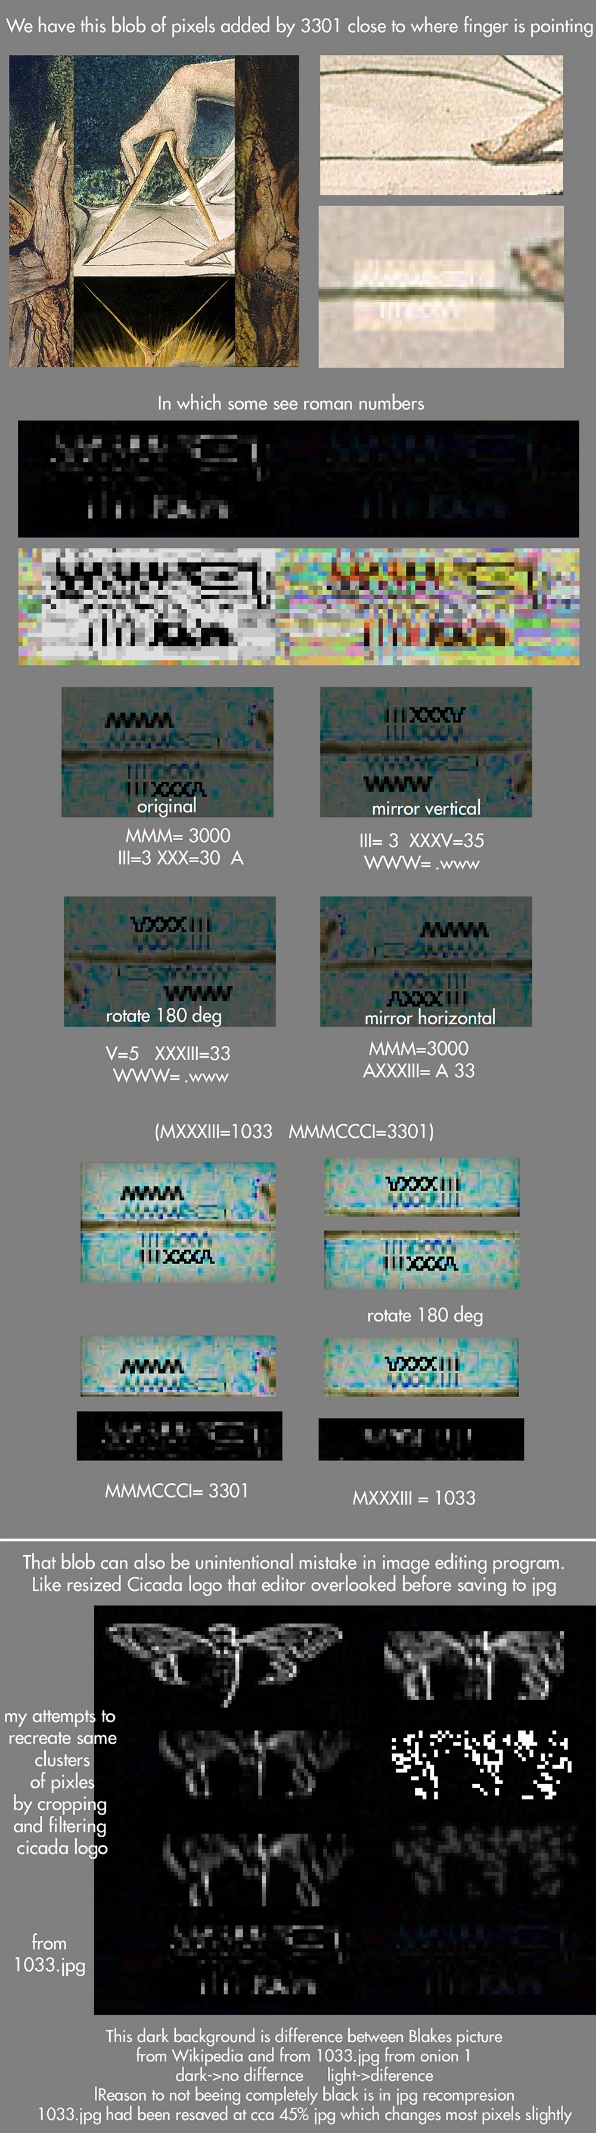 We have this blob of pixels added by 3301 close to where finger is pointing
In which some see roman numbers
original
mirror vertical
MMM= 3000
III=3 XXX=30 A
III= 3 XXXV=35
WWW= .www
rotate 180 deg
mirror horizontal
V=5 XXXIII=33
WWW= .www
MMM=3000
AXXXIII= A 33
(MXXXIII=1033 MMMCCCI=3301)
rotate 180 deg
MMMCCCI= 3301
MXXXIII = 1033
That blob can also be unintentional mistake in image editing program.
Like resized Cicada logo that editor overlooked before saving to jpg
my attempts to
recreate same
clusters
of pixles
by cropping
and filtering
cicada logo
from
1033.jpg
This dark background is difference between Blakes picture
from Wikipedia and from 1033.jpg from onion 1
dark->no differnce light->diference
lReason to not beeing completely black is in jpg recompresion
1033.jpg had been resaved at cca 45% jpg which changes most pixels slightly